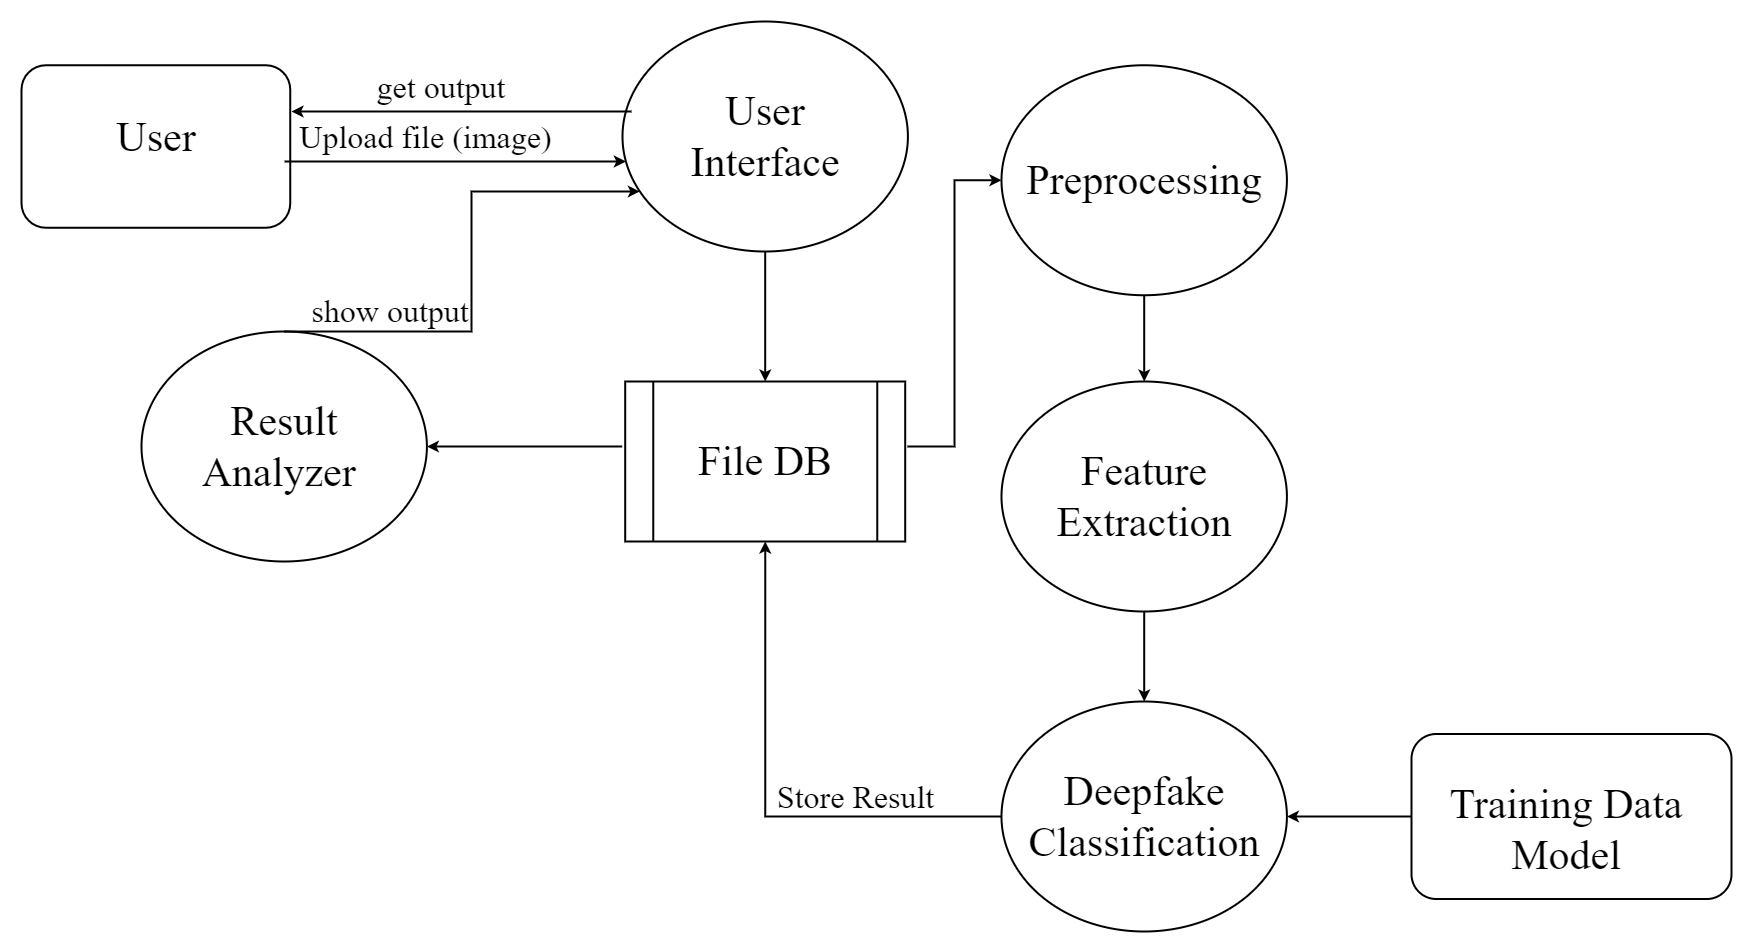 get output
User
Upload file (image)
User
Interface
Preprocessing
show output
Result
Analyzer
File DB
Feature
Extraction
Store Result
Deepfake
Classification
Training Data
Model